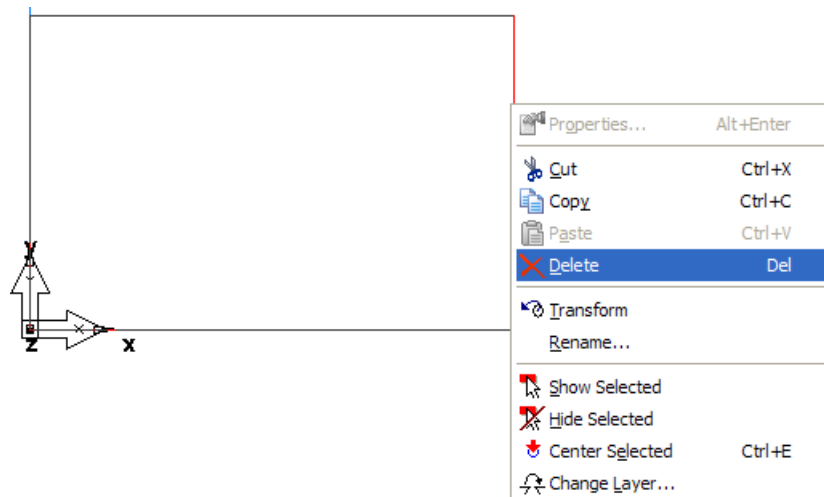 Properties... Alt+Enter
Cut Ctrl+X
Copy Ctrl+C
Paste Ctrl+V
Delete Del
Transform
Rename...
Show Selected
Hide Selected
Center Selected Ctrl+E
Change Layer...
y
x
z